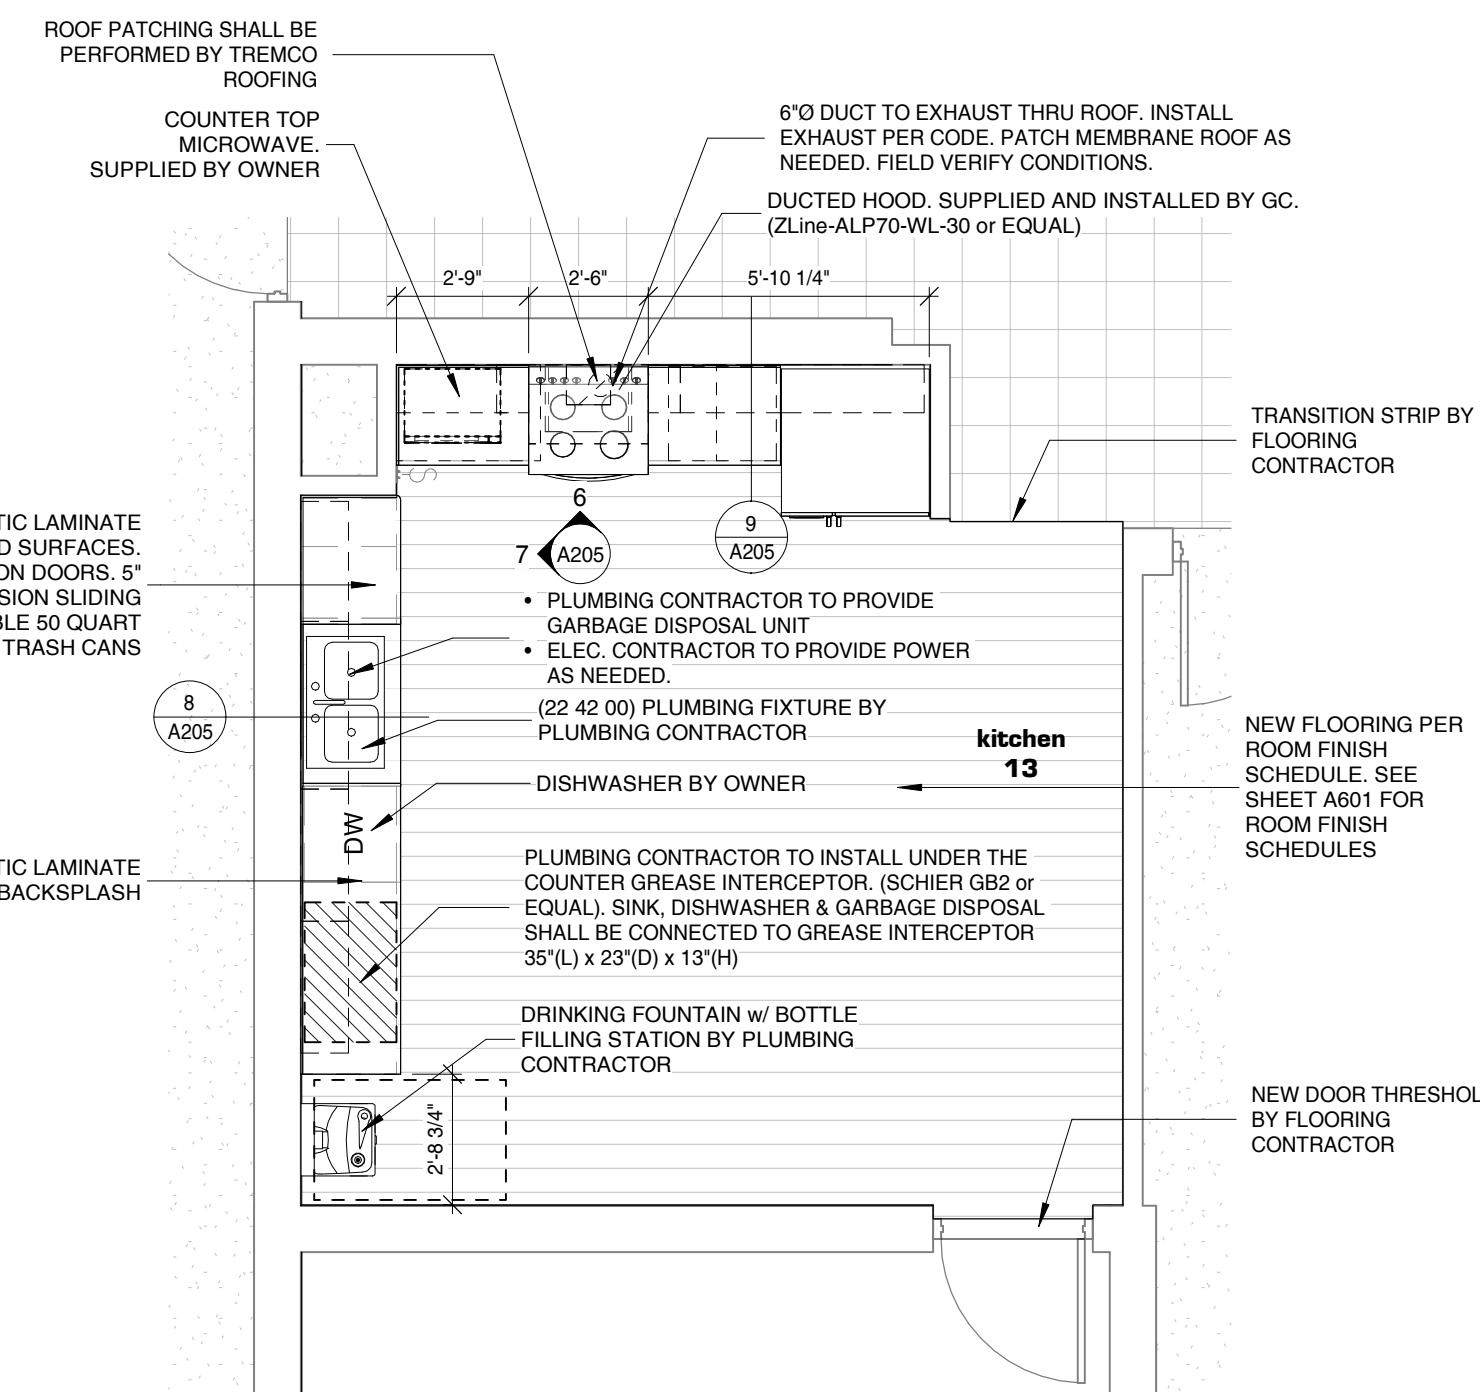 ROOF PATCHING SHALL BE
PERFORMED BY TREMCO
ROOFING
COUNTER TOP
MICROWAVE.
SUPPLIED BY OWNER
6"Ø DUCT TO EXHAUST THRU ROOF. INSTALL
EXHAUST PER CODE. PATCH MEMBRANE ROOF AS
NEEDED. FIELD VERIFY CONDITIONS.
DUCTED HOOD. SUPPLIED AND INSTALLED BY GC.
(ZLine-ALP70-WL-30 or EQUAL)
2'-9"
2'-6"
5'-10 1/4"
TRANSITION STRIP BY
FLOORING
CONTRACTOR
S
6
7
A205
9
A205
TIC LAMINATE
D SURFACES.
ON DOORS. 5"
SION SLIDING
BLE 50 QUART
TRASH CANS
• PLUMBING CONTRACTOR TO PROVIDE
GARBAGE DISPOSAL UNIT
• ELEC. CONTRACTOR TO PROVIDE POWER
AS NEEDED.
8
A205
(22 42 00) PLUMBING FIXTURE BY
PLUMBING CONTRACTOR
kitchen
13
NEW FLOORING PER
ROOM FINISH
SCHEDULE. SEE
SHEET A601 FOR
ROOM FINISH
SCHEDULES
DISHWASHER BY OWNER
DW
TIC LAMINATE
BACKSPLASH
PLUMBING CONTRACTOR TO INSTALL UNDER THE
COUNTER GREASE INTERCEPTOR. (SCHIER GB2 or
EQUAL). SINK, DISHWASHER & GARBAGE DISPOSAL
SHALL BE CONNECTED TO GREASE INTERCEPTOR
35"(L) x 23"(D) x 13"(H)
DRINKING FOUNTAIN w/ BOTTLE
FILLING STATION BY PLUMBING
CONTRACTOR
2'-8 3/4"
NEW DOOR THRESHOL
BY FLOORING
CONTRACTOR